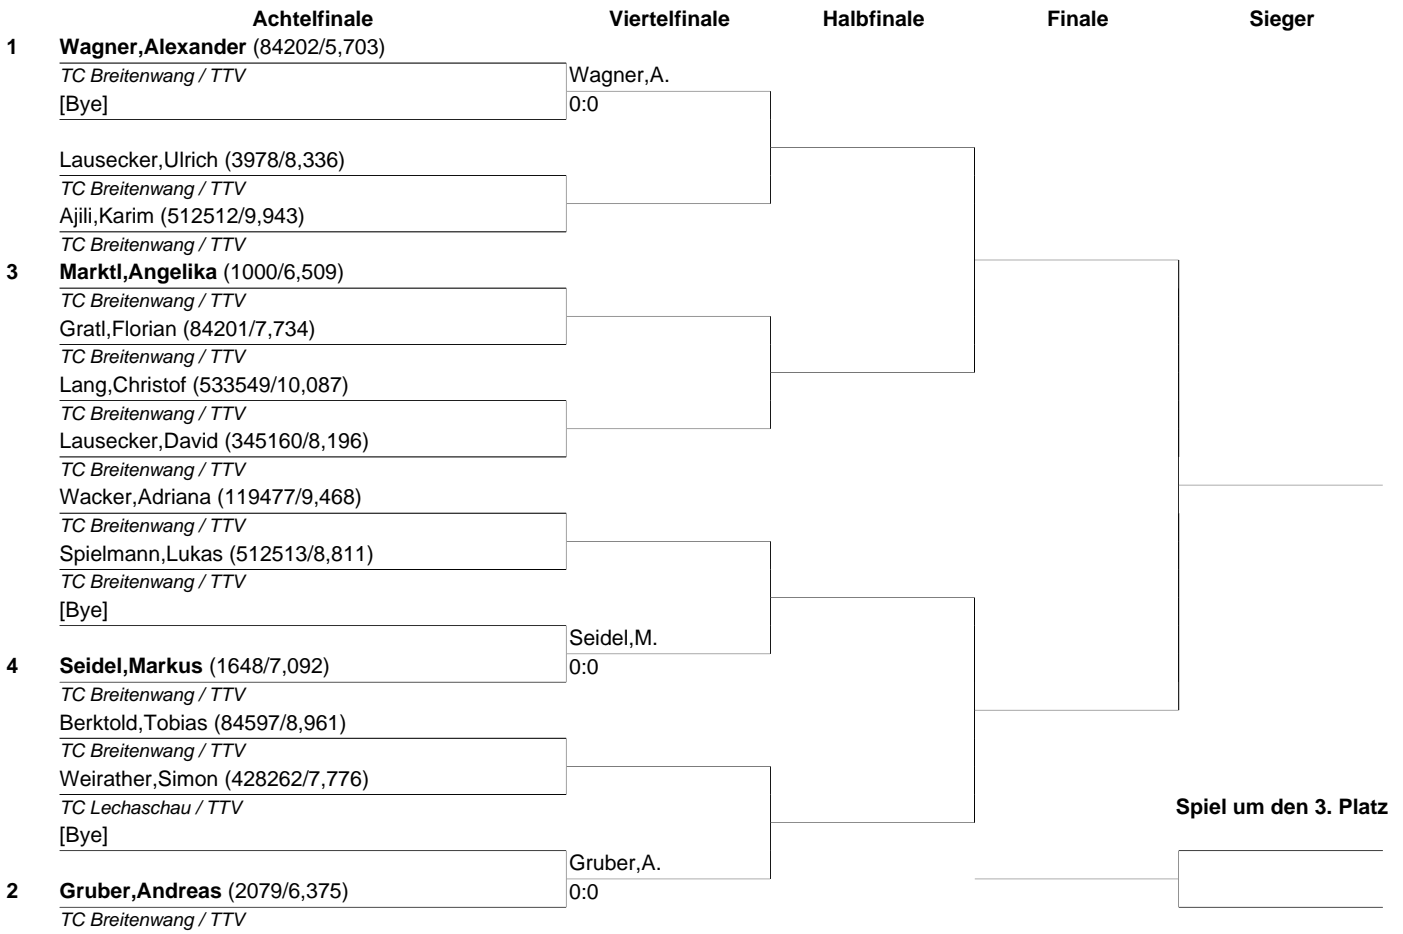 Achtelfinale Viertelfinale Halbfinale Finale Sieger
1 Wagner,Alexander (84202/5,703)
TC Breitenwang / TTV Wagner,A.
[Bye] 0:0
Lausecker,Ulrich (3978/8,336)
TC Breitenwang / TTV
Ajili,Karim (512512/9,943)
TC Breitenwang / TTV
3 Marktl,Angelika (1000/6,509)
TC Breitenwang / TTV
Gratl,Florian (84201/7,734)
TC Breitenwang / TTV
Lang,Christof (533549/10,087)
TC Breitenwang / TTV
Lausecker,David (345160/8,196)
TC Breitenwang / TTV
Wacker,Adriana (119477/9,468)
TC Breitenwang / TTV
Spielmann,Lukas (512513/8,811)
TC Breitenwang / TTV
[Bye]
Seidel,M.
4 Seidel,Markus (1648/7,092) 0:0
TC Breitenwang / TTV
Berktold,Tobias (84597/8,961)
TC Breitenwang / TTV
Weirather,Simon (428262/7,776)
TC Lechaschau / TTV Spiel um den 3. Platz
[Bye]
Gruber,A.
2 Gruber,Andreas (2079/6,375) 0:0
TC Breitenwang / TTV